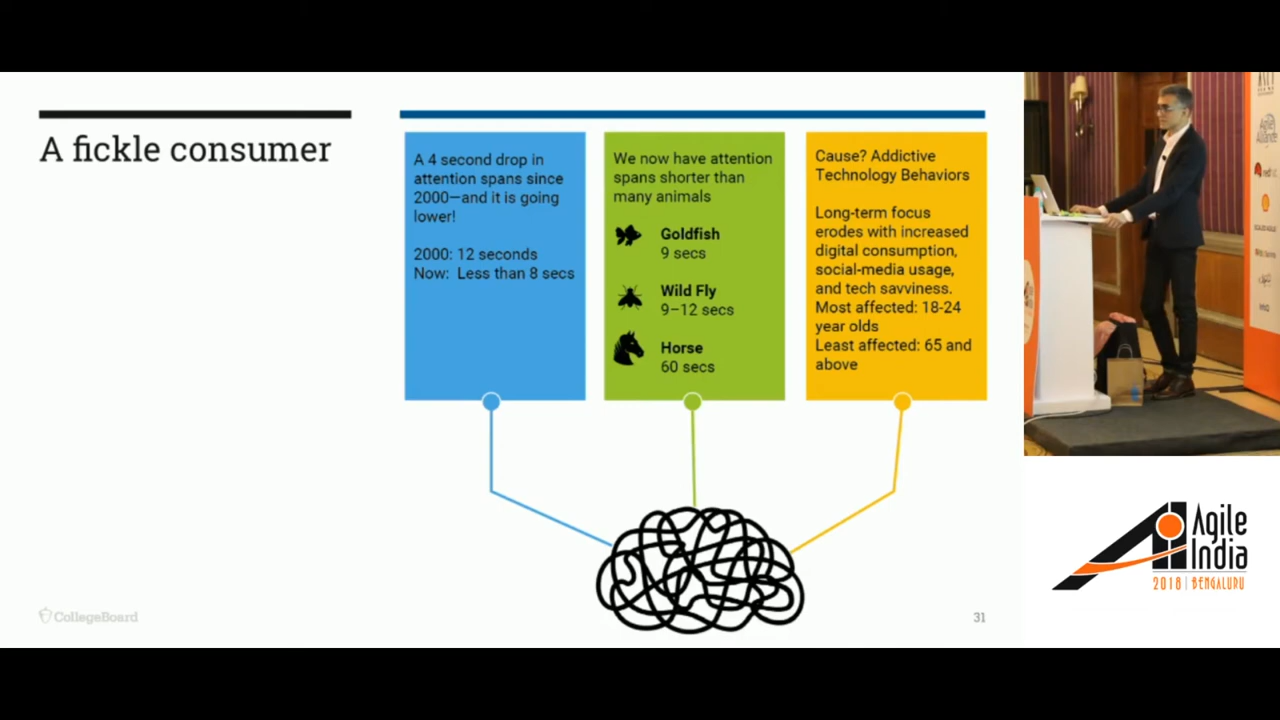 A fickle consumer
A 4 second drop in
attention spans since
2000—and it is going
lower!
2000: 12 seconds
Now: Less than 8 secs
We now have attention
spans shorter than
many animals
Goldfish
9 secs
Wild Fly
9–12 secs
Horse
60 secs
Cause? Addictive
Technology Behaviors
Long-term focus
erodes with increased
digital consumption,
social-media usage,
and tech savviness.
Most affected: 18-24
year olds
Least affected: 65 and
above
CollegeBoard
31
Agile
Alliance
Agile
India
2018 | BENGALURU